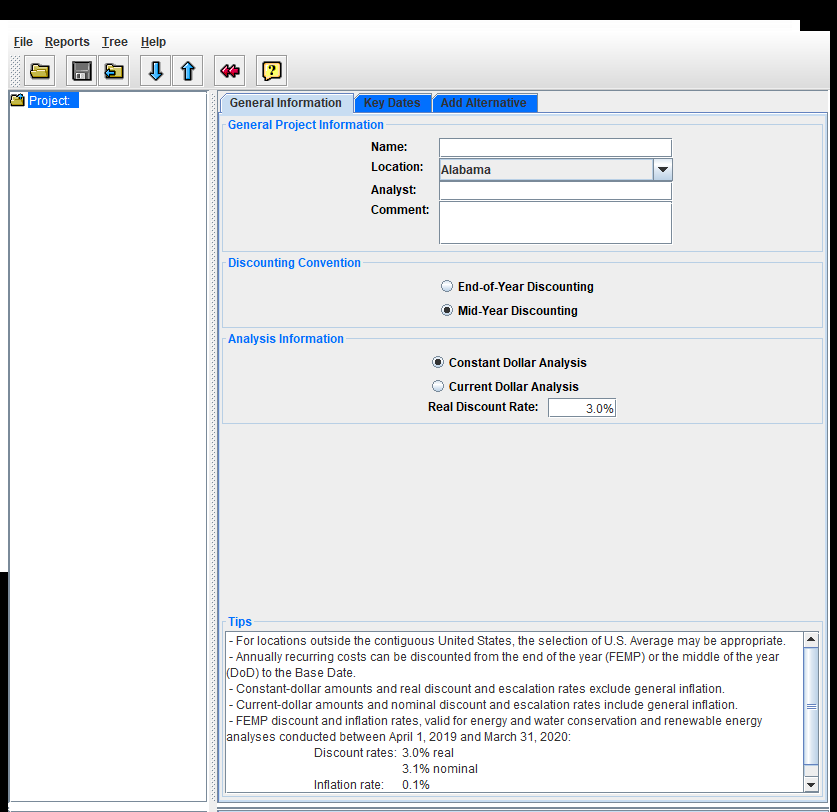 File Reports Tree Help
Project:
General Information Key Dates Add Alternative
General Project Information
Name:
Location: Alabama
Analyst:
Comment:
Discounting Convention
End-of-Year Discounting
Mid-Year Discounting
Analysis Information
Constant Dollar Analysis
Current Dollar Analysis
Real Discount Rate: 3.0%
Tips
- For locations outside the contiguous United States, the selection of U.S. Average may be appropriate.
- Annually recurring costs can be discounted from the end of the year (FEMP) or the middle of the year
(DoD) to the Base Date.
- Constant-dollar amounts and real discount and escalation rates exclude general inflation.
- Current-dollar amounts and nominal discount and escalation rates include general inflation.
- FEMP discount and inflation rates, valid for energy and water conservation and renewable energy
analyses conducted between April 1, 2019 and March 31, 2020:
Discount rates: 3.0% real
3.1% nominal
Inflation rate: 0.1%